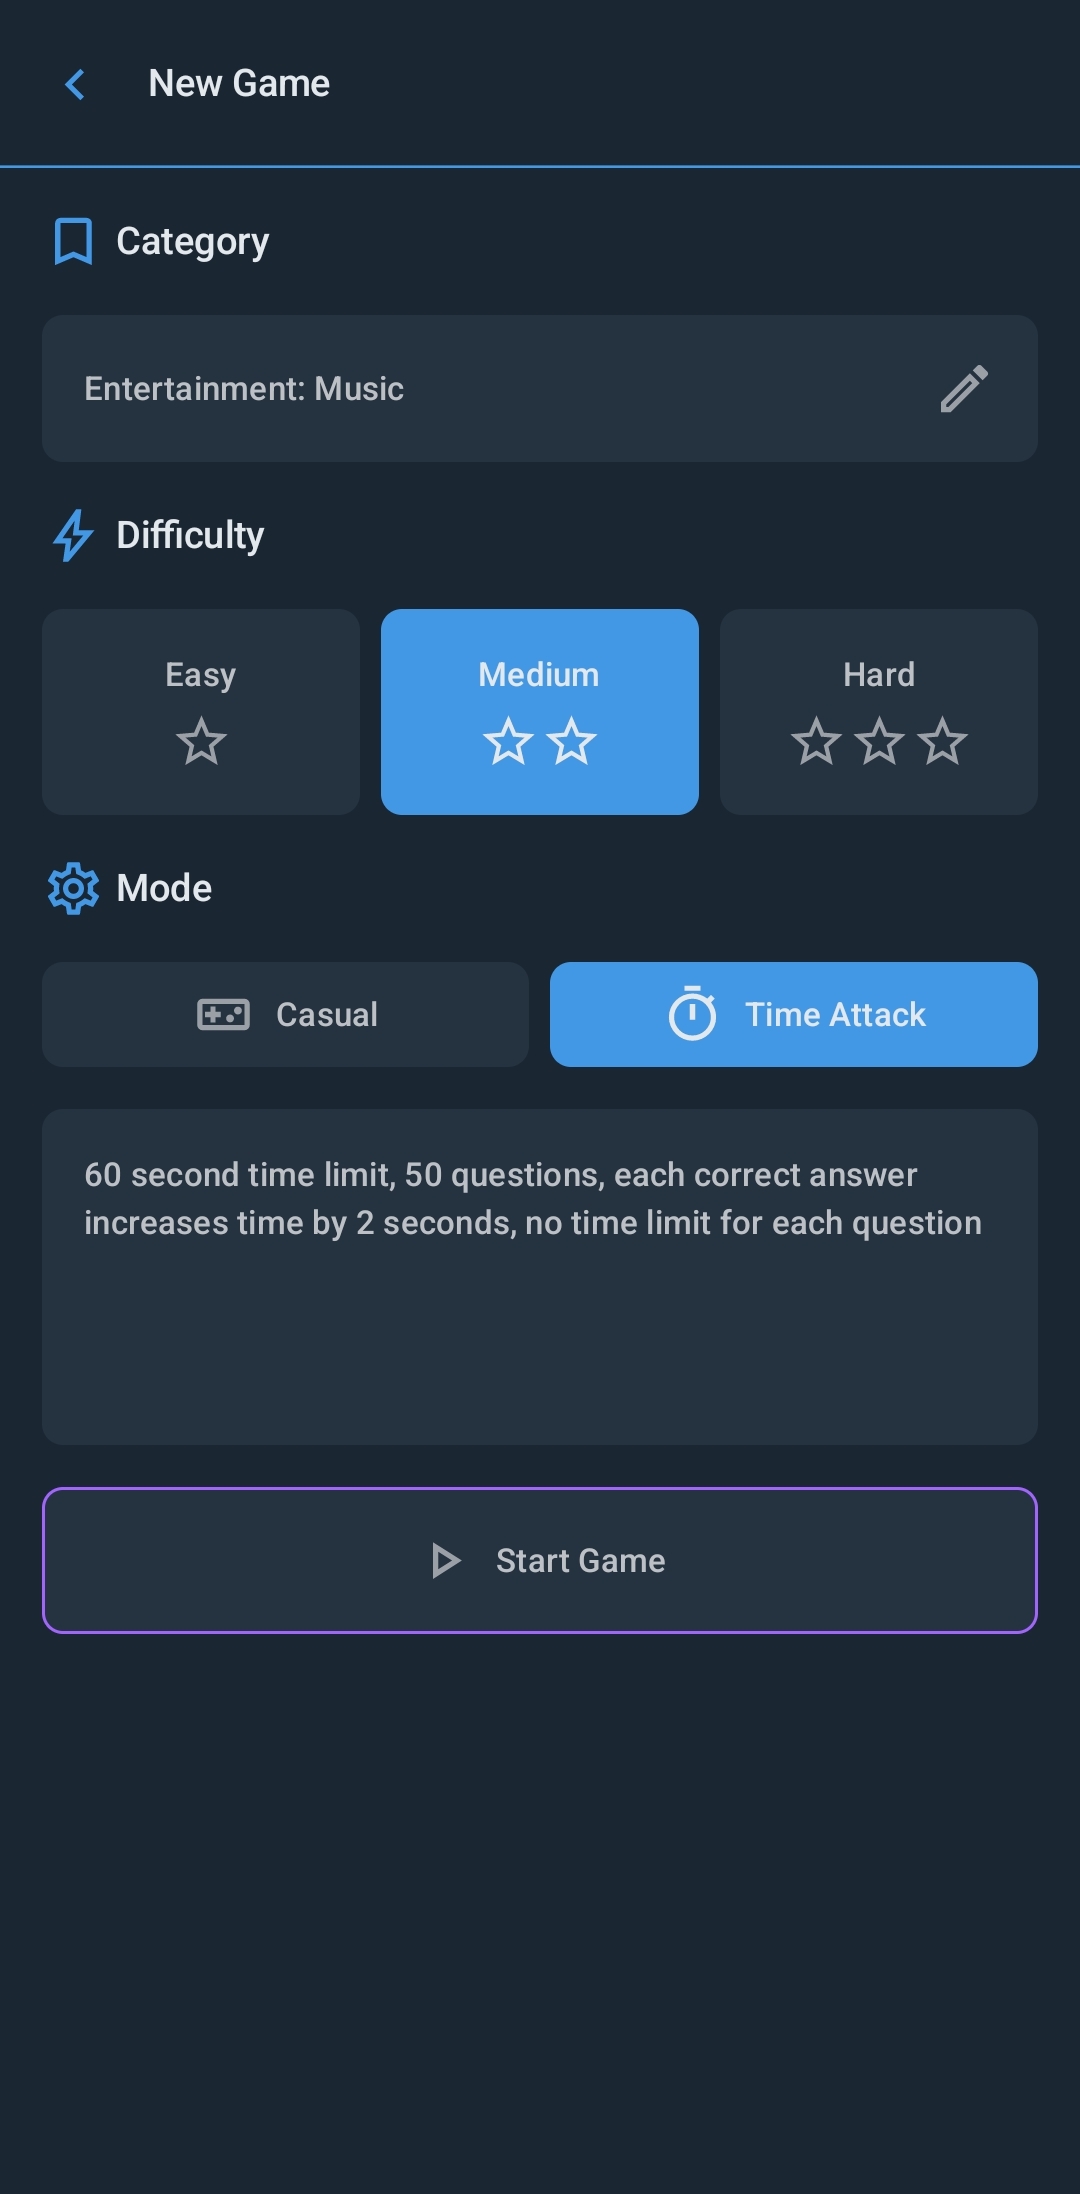 New Game
Category
Entertainment: Music
Difficulty
Easy
Medium
Hard
Mode
Casual
Time Attack
60 second time limit, 50 questions, each correct answer
increases time by 2 seconds, no time limit for each question
Start Game